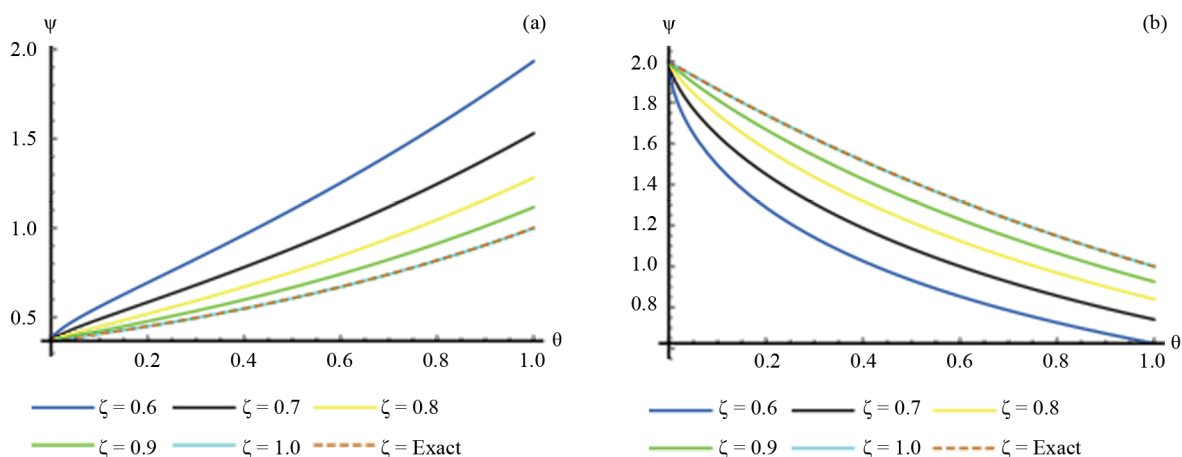 ψ
(a)
2.0
1.5
1.0
0.5
0.2
0.4
0.6
0.8
1.0
θ
ζ = 0.6
ζ = 0.7
ζ = 0.8
ζ = 0.9
ζ = 1.0
ζ = Exact
ψ
(b)
2.0
1.8
1.6
1.4
1.2
1.0
0.8
0.2
0.4
0.6
0.8
1.0
θ
ζ = 0.6
ζ = 0.7
ζ = 0.8
ζ = 0.9
ζ = 1.0
ζ = Exact